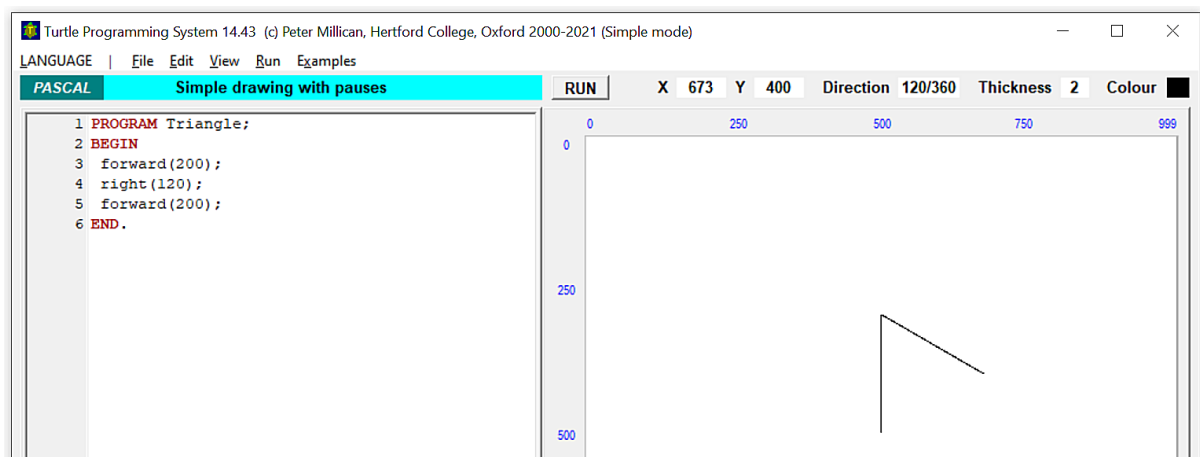 Turtle Programming System 14.43 (c) Peter Millican, Hertford College, Oxford 2000-2021 (Simple mode)
LANGUAGE | File Edit View Run Examples
PASCAL Simple drawing with pauses RUN X 673 Y 400 Direction 120/360 Thickness 2 Colour
1 PROGRAM Triangle;
2 BEGIN
3 forward(200);
4 right(120);
5 forward(200);
6 END.
0 250 500 750 999
0
250
500